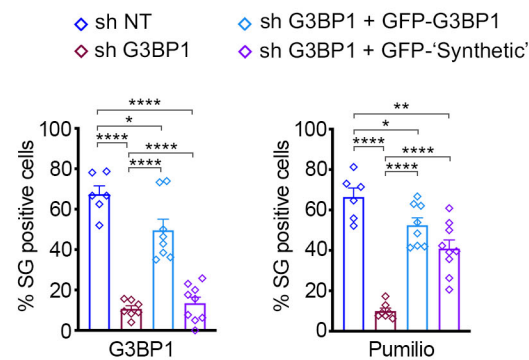 sh NT
sh G3BP1
sh G3BP1 + GFP-G3BP1
sh G3BP1 + GFP-‘Synthetic’
% SG positive cells
100
80
60
40
20
0
****
*
****
****
****
G3BP1
% SG positive cells
100
80
60
40
20
0
**
*
****
****
****
Pumilio